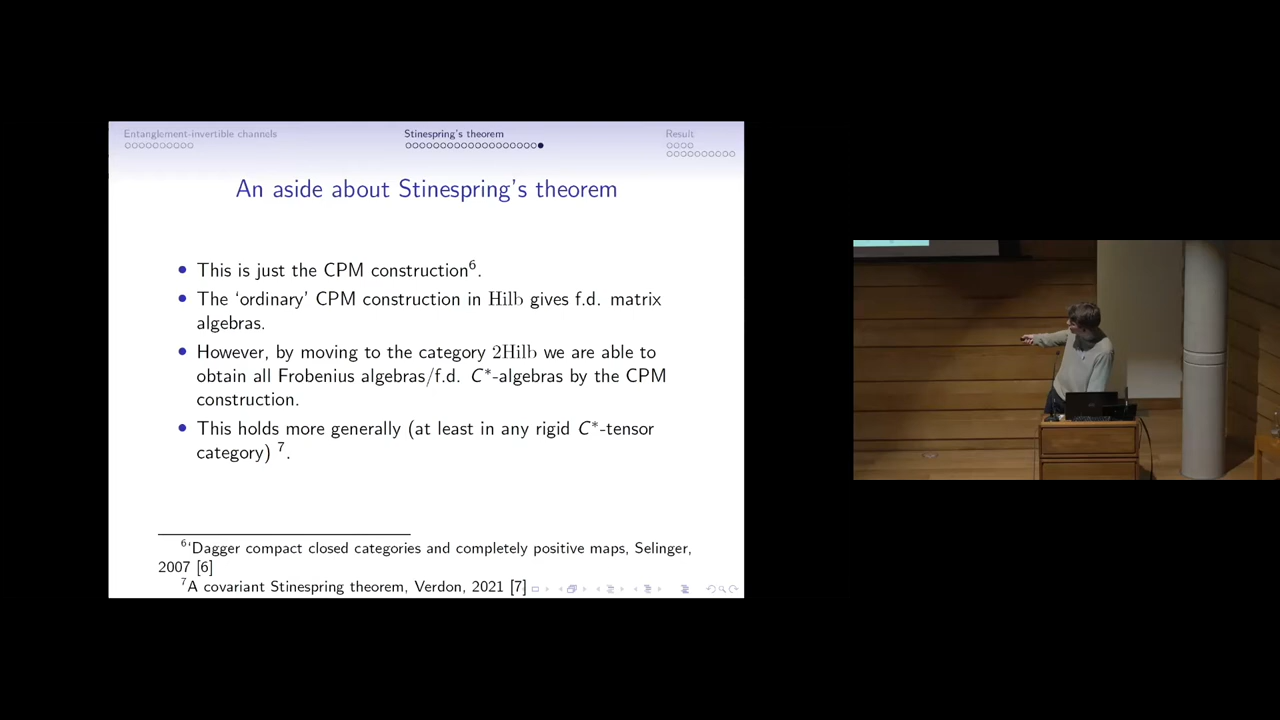 Entanglement-invertible channels
Stinespring's theorem
Result
An aside about Stinespring's theorem
• This is just the CPM construction⁶.
• The ‘ordinary’ CPM construction in Hilb gives f.d. matrix
algebras.
• However, by moving to the category 2Hilb we are able to
obtain all Frobenius algebras/f.d. C*-algebras by the CPM
construction.
• This holds more generally (at least in any rigid C*-tensor
category) ⁷.
⁶‘Dagger compact closed categories and completely positive maps, Selinger,
2007 [6]
⁷A covariant Stinespring theorem, Verdon, 2021 [7]